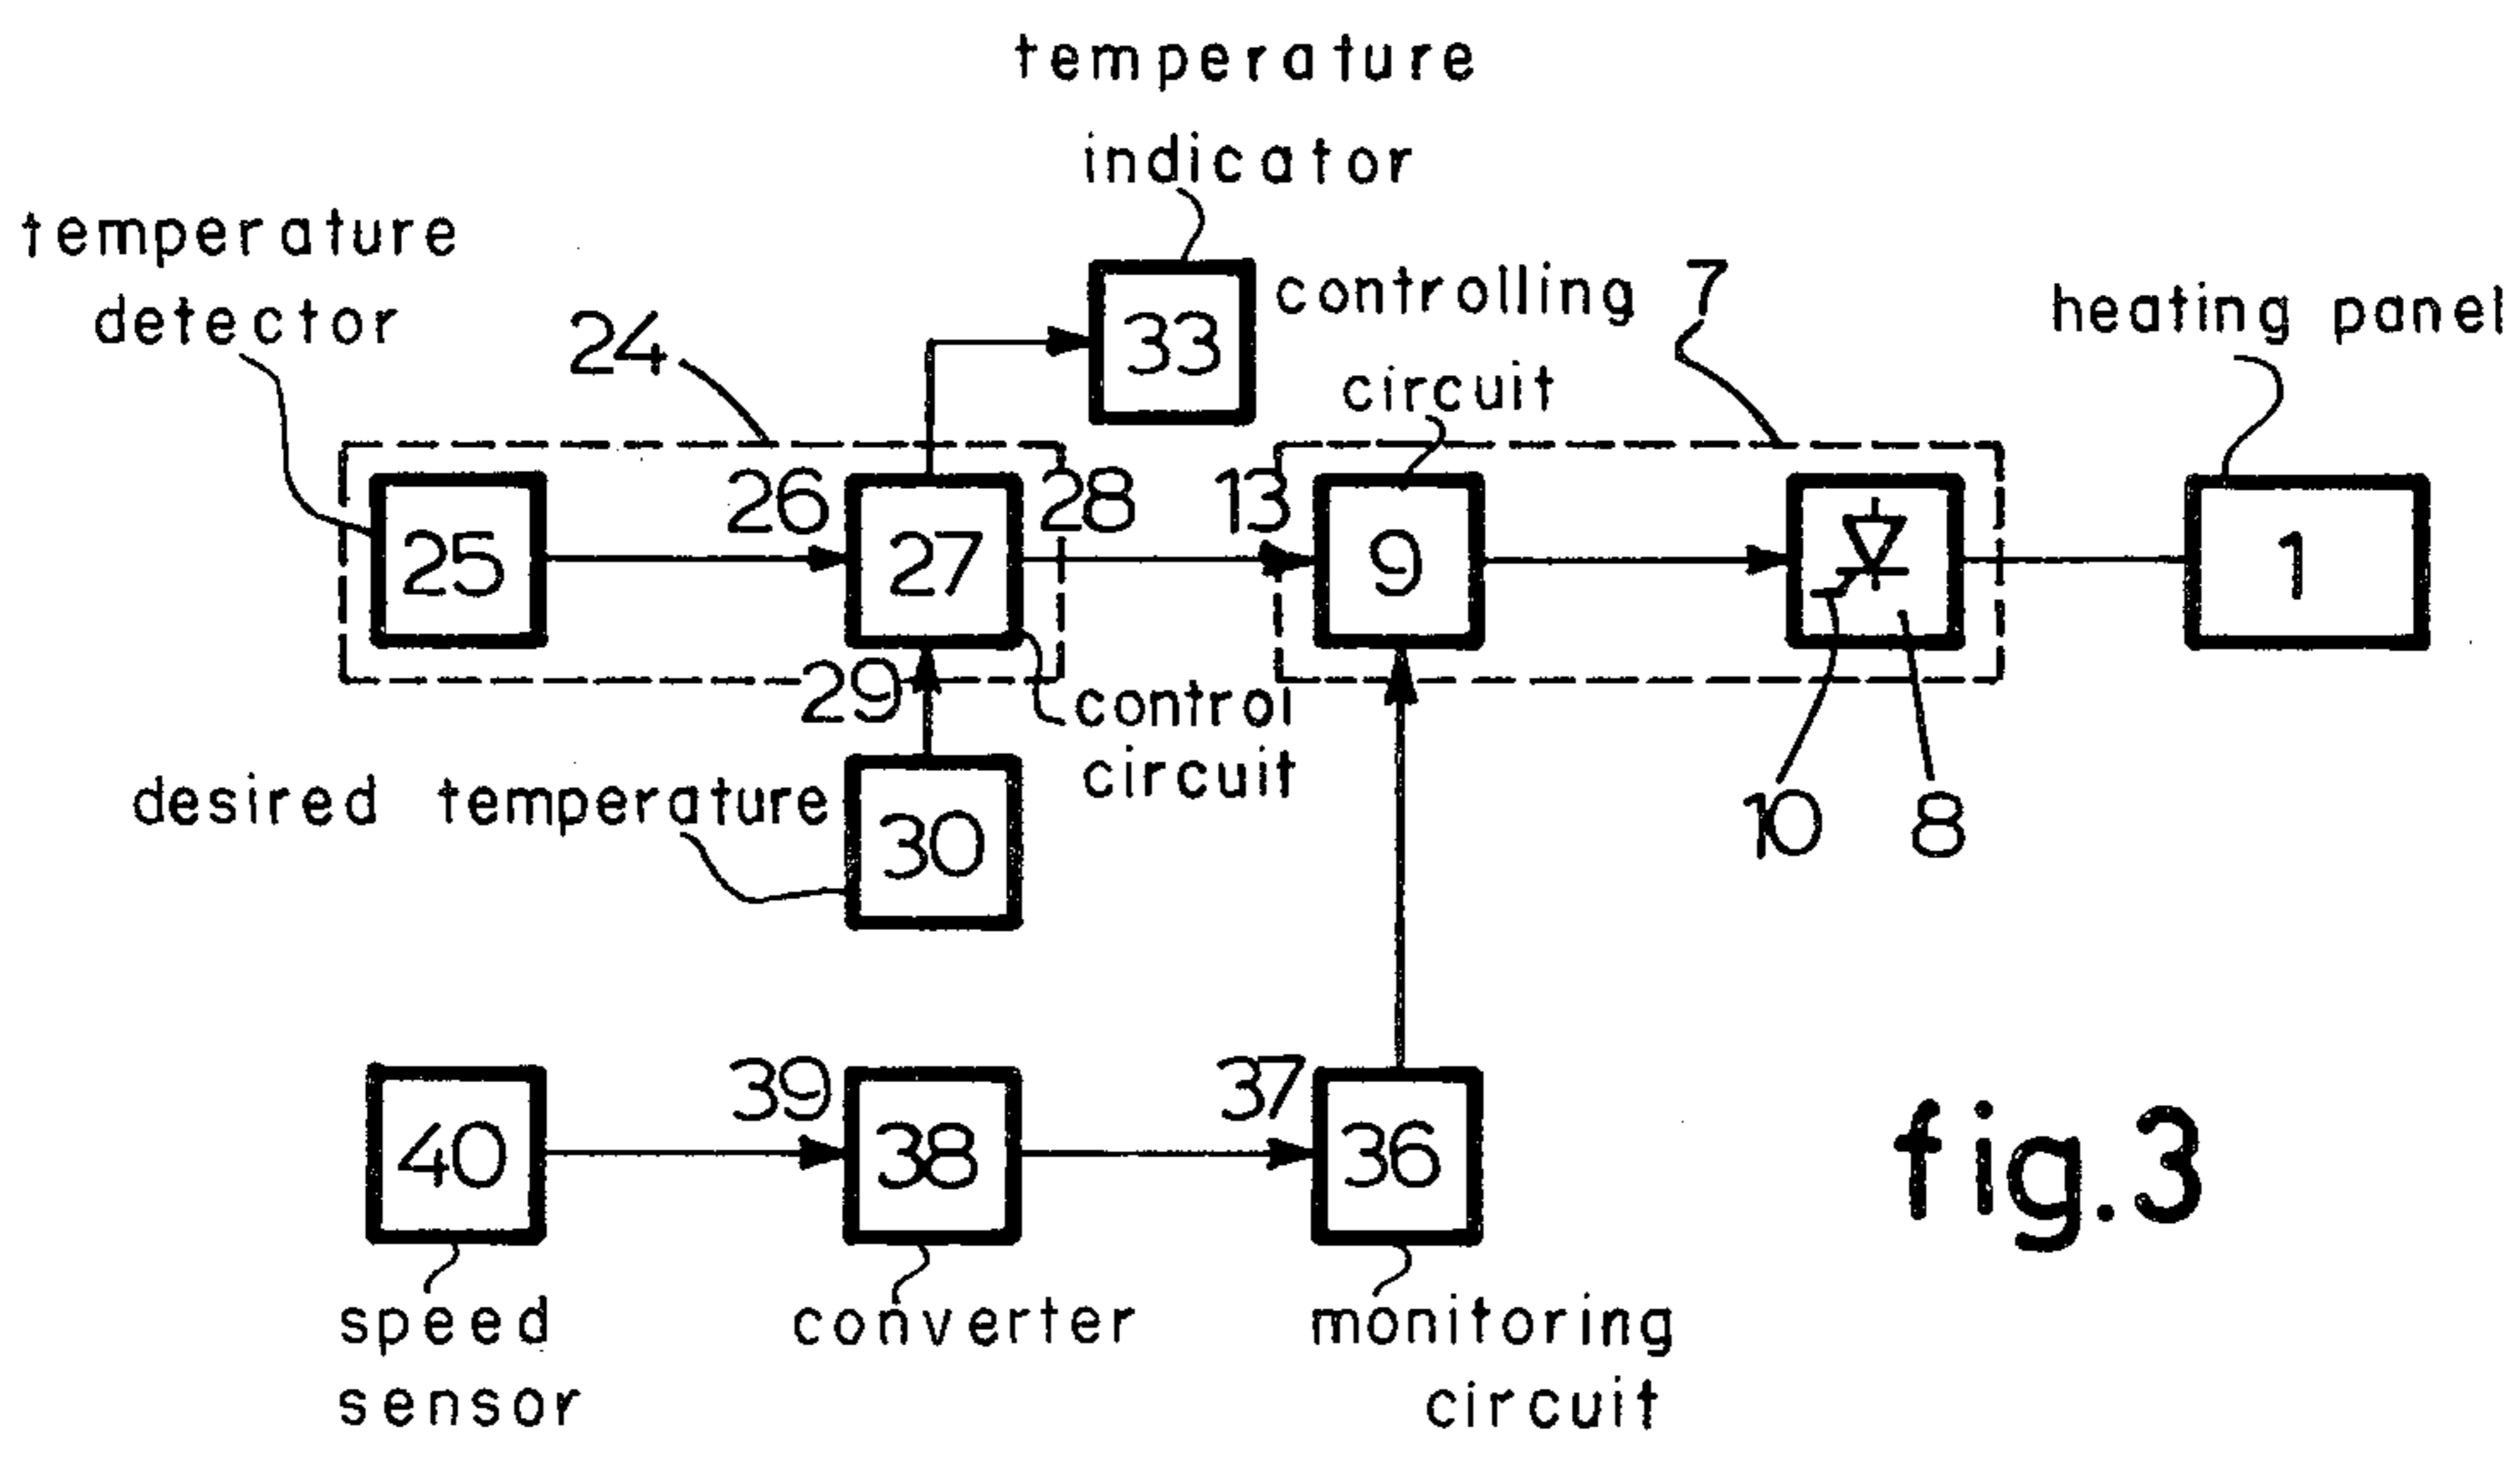 temperature
indicator
temperature
detector
24
33
controlling
circuit
7
heating panel
25
26
27
28
13
9
1
29
control
circuit
desired temperature
30
10
8
40
39
38
37
36
speed
sensor
converter
monitoring
circuit
fig.3